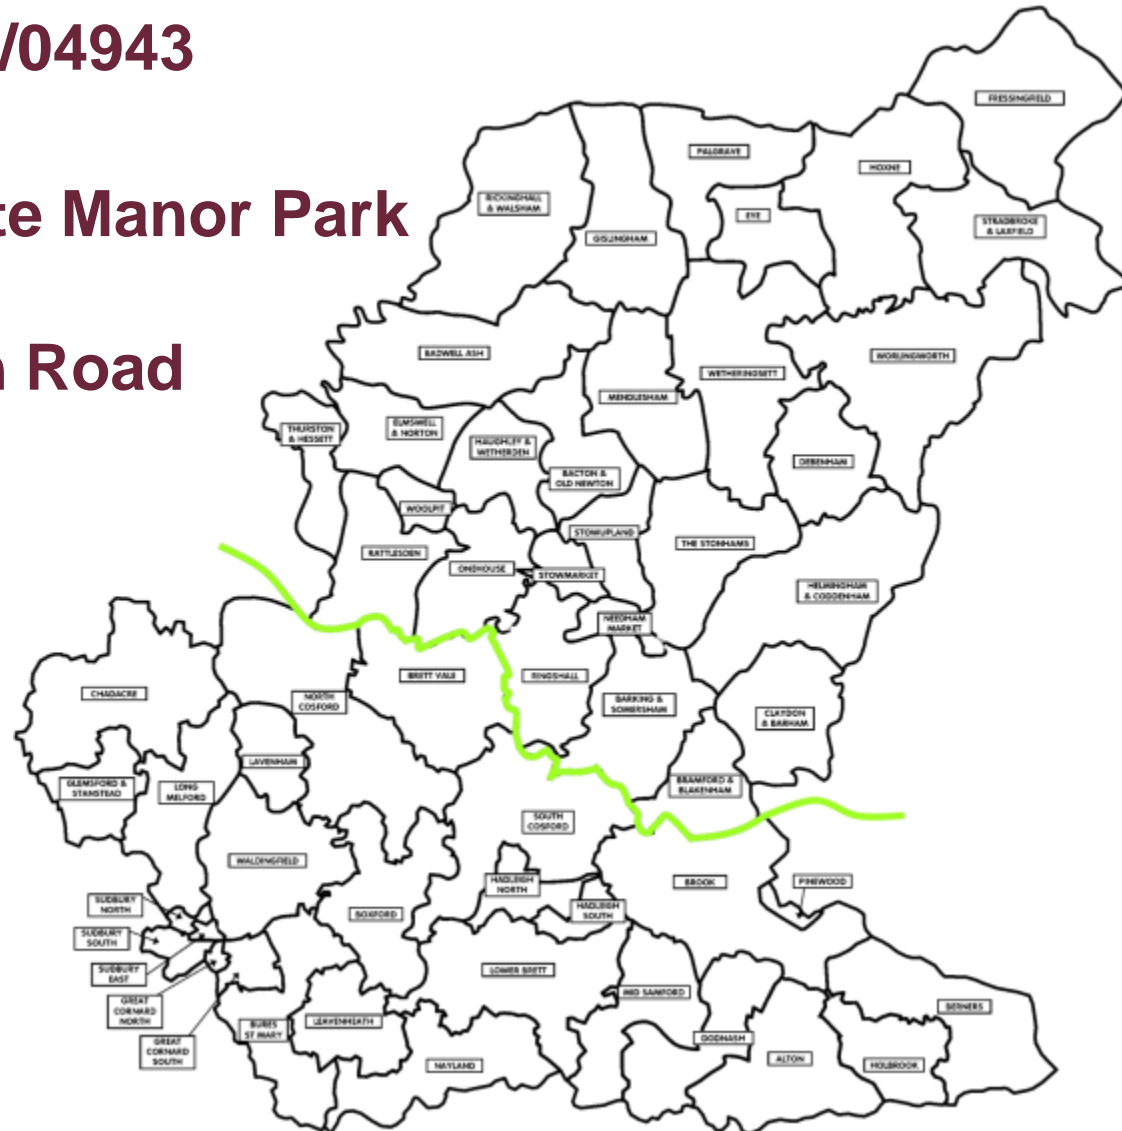 /04943
te Manor Park
n Road
FRESSINGFIELD
PALGRAVE
HOXNE
RICKINGHALL
& WALSHAM
EYE
STRADBROKE
& LAXFIELD
GISLINGHAM
BADWELL ASH
WORLINGWORTH
WETHERINGSETT
MENDLESHAM
THURSTON
& HESSETT
ELMSWELL
& NORTON
HAUGHLEY &
WETHERDEN
DEBENHAM
BACTON &
OLD NEWTON
WOOLPIT
STOWUPLAND
THE STONHAMS
RATTLESDEN
ONEHOUSE
STOWMARKET
HELMINGHAM
& CODDENHAM
NEEDHAM
MARKET
BRETT VALE
RINGSHALL
CHADACRE
NORTH
COSFORD
BARKING &
SOMERSHAM
CLAYDON
& BARHAM
LAVENHAM
GLEMSFORD &
STANSTEAD
LONG
MELFORD
BRAMFORD &
BLAKENHAM
SOUTH
COSFORD
WALDINGFIELD
HADLEIGH
NORTH
BROOK
PINEWOOD
SUDBURY
NORTH
BOXFORD
HADLEIGH
SOUTH
SUDBURY
SOUTH
SUDBURY
EAST
LOWER BRETT
MID SAMFORD
GREAT
CORNARD
NORTH
BERNERS
BURES
ST MARY
LEAVENHEATH
GREAT
CORNARD
SOUTH
DODNASH
ALTON
NAYLAND
HOLBROOK